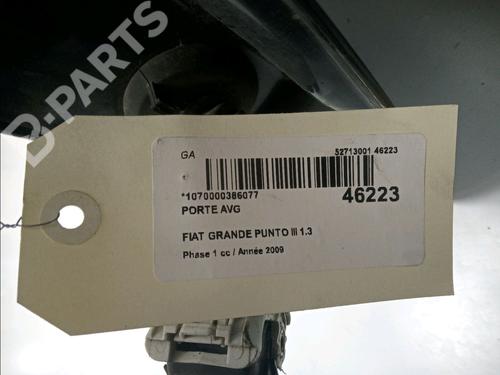 B-PARTS
GA 52713001 46223
*1070000386077 46223
PORTE AVG
FIAT GRANDE PUNTO III 1.3
Phase 1 cc / Année 2009